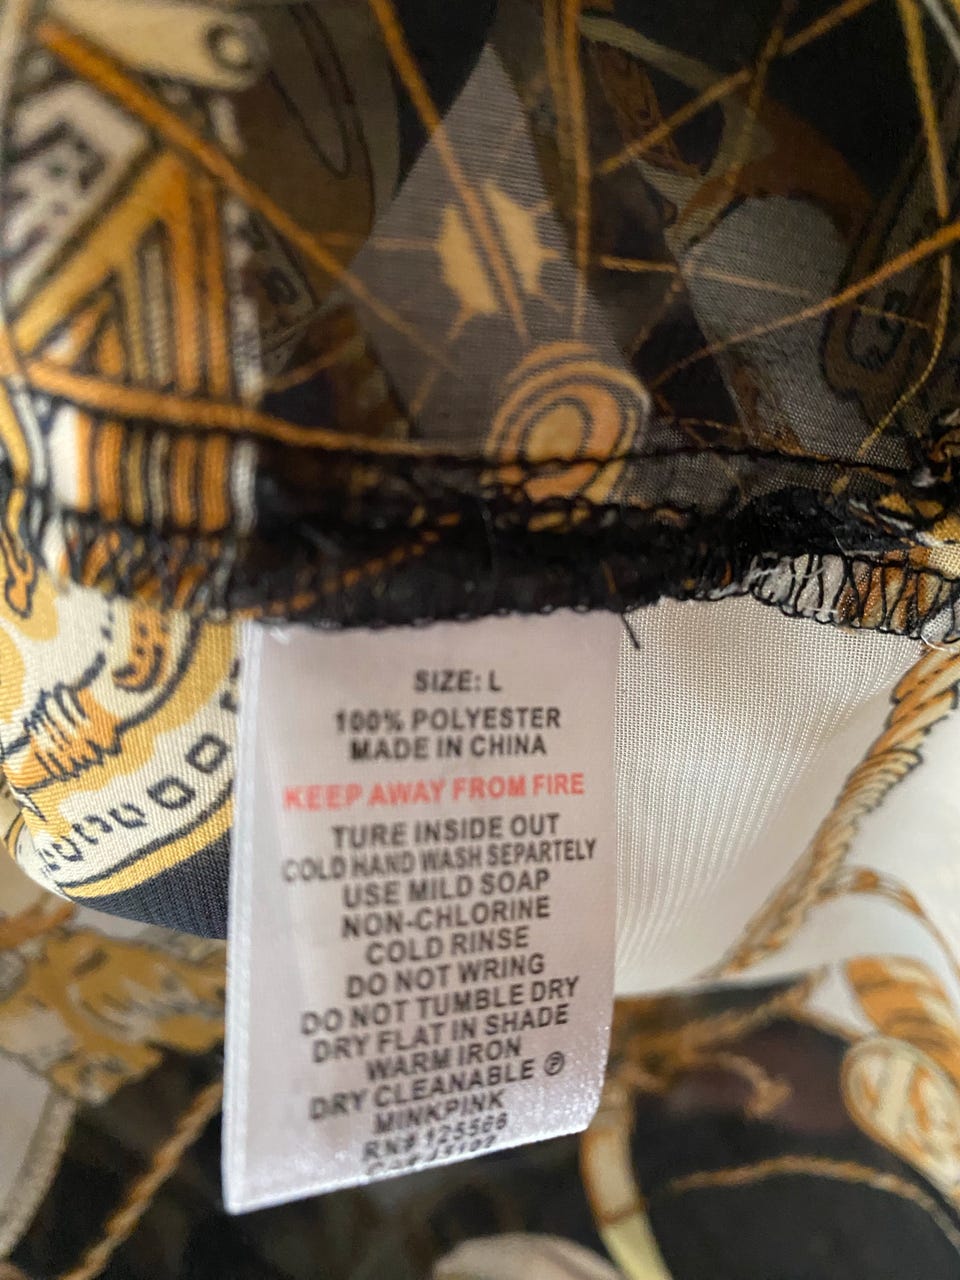 SIZE: L
100% POLYESTER
MADE IN CHINA
KEEP AWAY FROM FIRE
TURE INSIDE OUT
COLD HAND WASH SEPARTELY
USE MILD SOAP
NON-CHLORINE
COLD RINSE
DO NOT WRING
DO NOT TUMBLE DRY
DRY FLAT IN SHADE
WARM IRON
DRY CLEANABLE Ⓟ
MINKPINK
RN# 125566